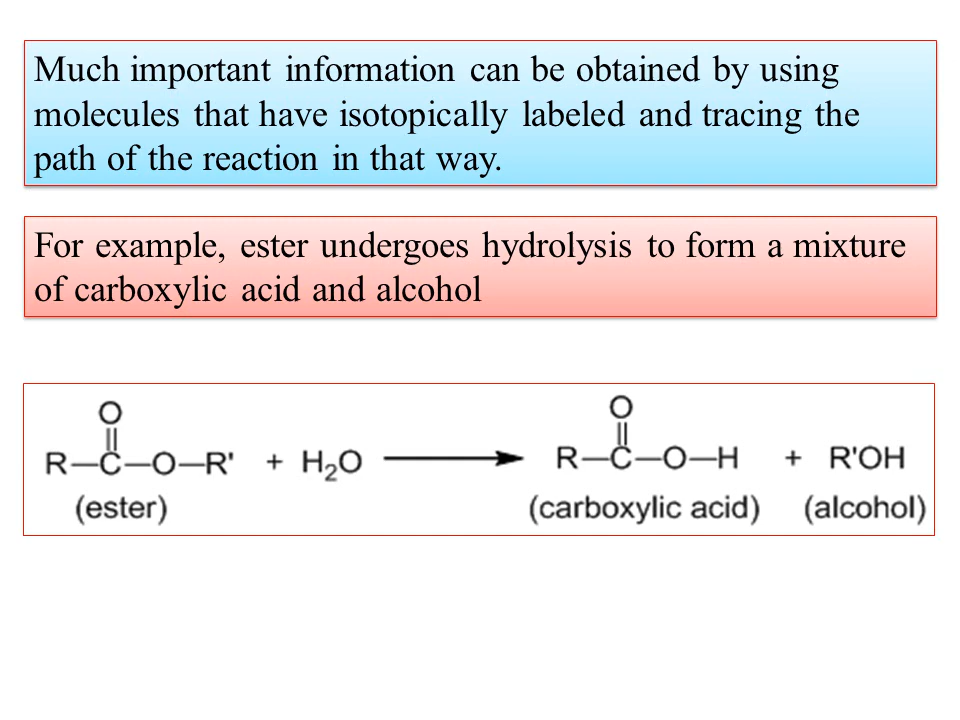 Much important information can be obtained by using
molecules that have isotopically labeled and tracing the
path of the reaction in that way.
For example, ester undergoes hydrolysis to form a mixture
of carboxylic acid and alcohol
O O
R—C—O—R' + H₂O R—C—O—H + R'OH
(ester) (carboxylic acid) (alcohol)